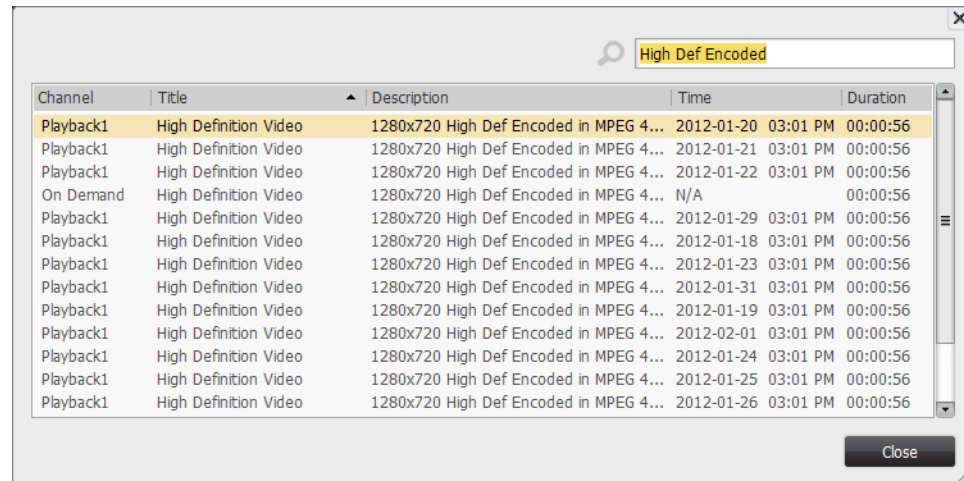 High Def Encoded
Channel Title Description Time Duration
Playback1 High Definition Video 1280x720 High Def Encoded in MPEG 4... 2012-01-20 03:01 PM 00:00:56
Playback1 High Definition Video 1280x720 High Def Encoded in MPEG 4... 2012-01-21 03:01 PM 00:00:56
Playback1 High Definition Video 1280x720 High Def Encoded in MPEG 4... 2012-01-22 03:01 PM 00:00:56
On Demand High Definition Video 1280x720 High Def Encoded in MPEG 4... N/A 00:00:56
Playback1 High Definition Video 1280x720 High Def Encoded in MPEG 4... 2012-01-29 03:01 PM 00:00:56
Playback1 High Definition Video 1280x720 High Def Encoded in MPEG 4... 2012-01-18 03:01 PM 00:00:56
Playback1 High Definition Video 1280x720 High Def Encoded in MPEG 4... 2012-01-23 03:01 PM 00:00:56
Playback1 High Definition Video 1280x720 High Def Encoded in MPEG 4... 2012-01-31 03:01 PM 00:00:56
Playback1 High Definition Video 1280x720 High Def Encoded in MPEG 4... 2012-01-19 03:01 PM 00:00:56
Playback1 High Definition Video 1280x720 High Def Encoded in MPEG 4... 2012-02-01 03:01 PM 00:00:56
Playback1 High Definition Video 1280x720 High Def Encoded in MPEG 4... 2012-01-24 03:01 PM 00:00:56
Playback1 High Definition Video 1280x720 High Def Encoded in MPEG 4... 2012-01-25 03:01 PM 00:00:56
Playback1 High Definition Video 1280x720 High Def Encoded in MPEG 4... 2012-01-26 03:01 PM 00:00:56
Close